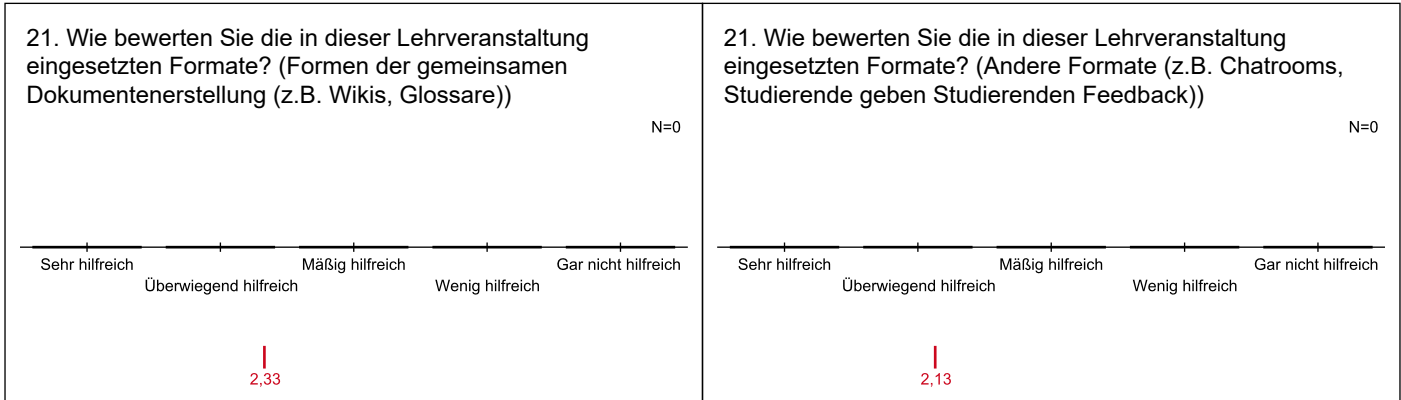 21. Wie bewerten Sie die in dieser Lehrveranstaltung
eingesetzten Formate? (Formen der gemeinsamen
Dokumentenerstellung (z.B. Wikis, Glossare))
N=0
Sehr hilfreich
Überwiegend hilfreich
Mäßig hilfreich
Wenig hilfreich
Gar nicht hilfreich
2,33
21. Wie bewerten Sie die in dieser Lehrveranstaltung
eingesetzten Formate? (Andere Formate (z.B. Chatrooms,
Studierende geben Studierenden Feedback))
N=0
Sehr hilfreich
Überwiegend hilfreich
Mäßig hilfreich
Wenig hilfreich
Gar nicht hilfreich
2,13